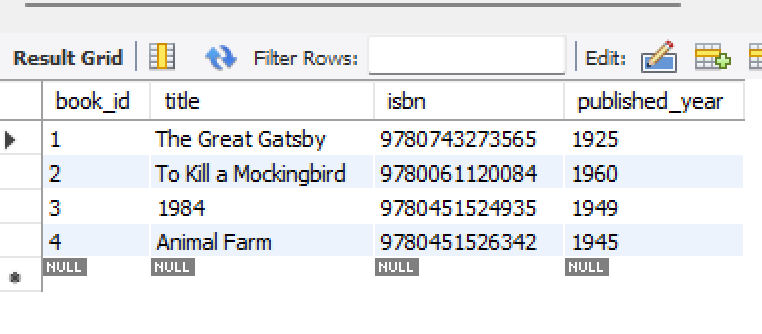 Result Grid Filter Rows: Edit:
book_id title isbn published_year
1 The Great Gatsby 9780743273565 1925
2 To Kill a Mockingbird 9780061120084 1960
3 1984 9780451524935 1949
4 Animal Farm 9780451526342 1945
NULL NULL NULL NULL